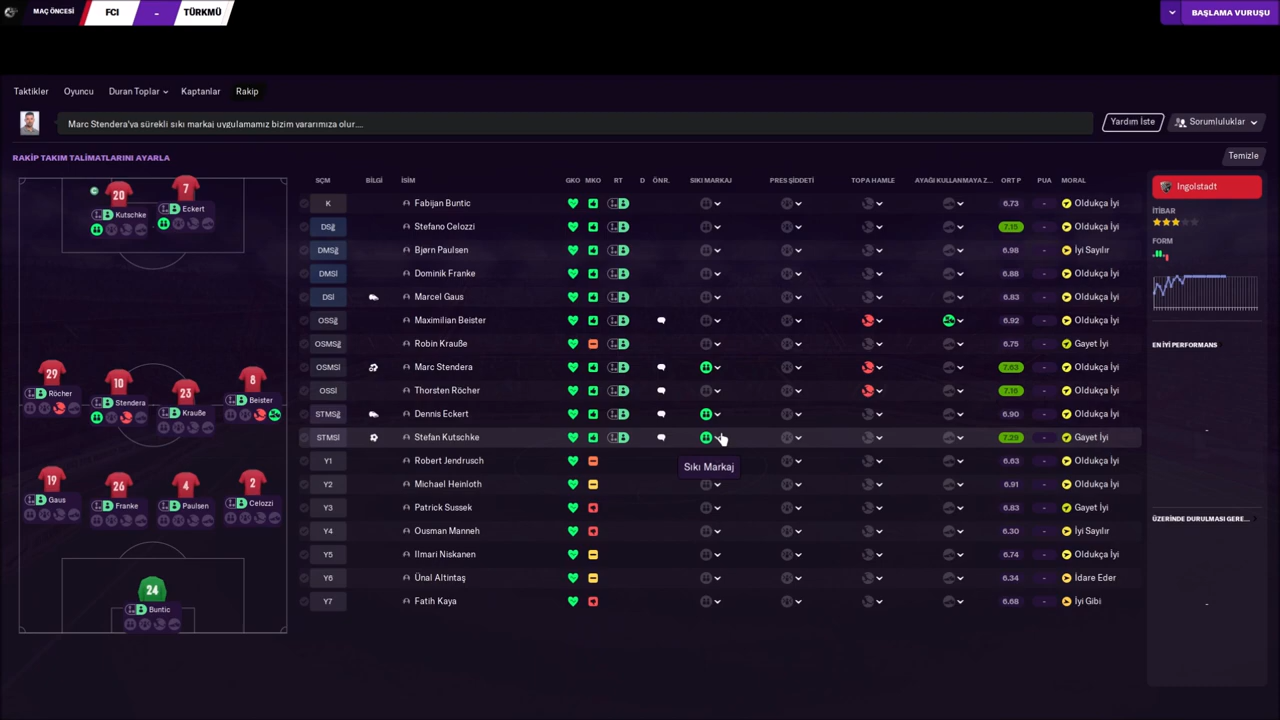 MAÇ ÖNCESİ FCI - TÜRKMÜ BAŞLAMA VURUŞU
Taktikler Oyuncu Duran Toplar Kaptanlar Rakip
Marc Stendera'ya sürekli sıkı markaj uygulamamız bizim yararımıza olur.... Yardım İste Sorumluluklar
RAKİP TAKIM TALİMATLARINI AYARLA Temizle
20 Kutschke
7 Eckert
29 Röcher
10 Stendera
23 Krauße
8 Beister
19 Gaus
26 Franke
4 Paulsen
2 Celozzi
24 Buntic
SÇM BİLGİ İSİM GKO MKO RT D ÖNR. SIKI MARKAJ PRES ŞİDDETİ TOPA HAMLE AYAĞI KULLANMAYA Z... ORT P PUA MORAL
K Fabijan Buntic 6.73 - Oldukça İyi
DSğ Stefano Celozzi 7.15 - Oldukça İyi
DMSğ Bjørn Paulsen 6.98 - İyi Sayılır
DMSl Dominik Franke 6.88 - Oldukça İyi
DSl Marcel Gaus 6.83 - Oldukça İyi
OSSğ Maximilian Beister 6.92 - Oldukça İyi
OSMSğ Robin Krauße 6.75 - Gayet İyi
OSMSl Marc Stendera 7.63 - Oldukça İyi
OSSl Thorsten Röcher 7.16 - Oldukça İyi
STMSğ Dennis Eckert 6.90 - Oldukça İyi
STMSl Stefan Kutschke 7.29 - Gayet İyi
Y1 Robert Jendrusch 6.63 - Oldukça İyi
Sıkı Markaj
Y2 Michael Heinloth 6.91 - Oldukça İyi
Y3 Patrick Sussek 6.83 - Gayet İyi
Y4 Ousman Manneh 6.30 - İyi Sayılır
Y5 Ilmari Niskanen 6.74 - Oldukça İyi
Y6 Ünal Altintaş 6.34 - İdare Eder
Y7 Fatih Kaya 6.68 - İyi Gibi
Ingolstadt
İTİBAR
FORM
EN İYİ PERFORMANS
-
ÜZERİNDE DURULMASI GERE...
-